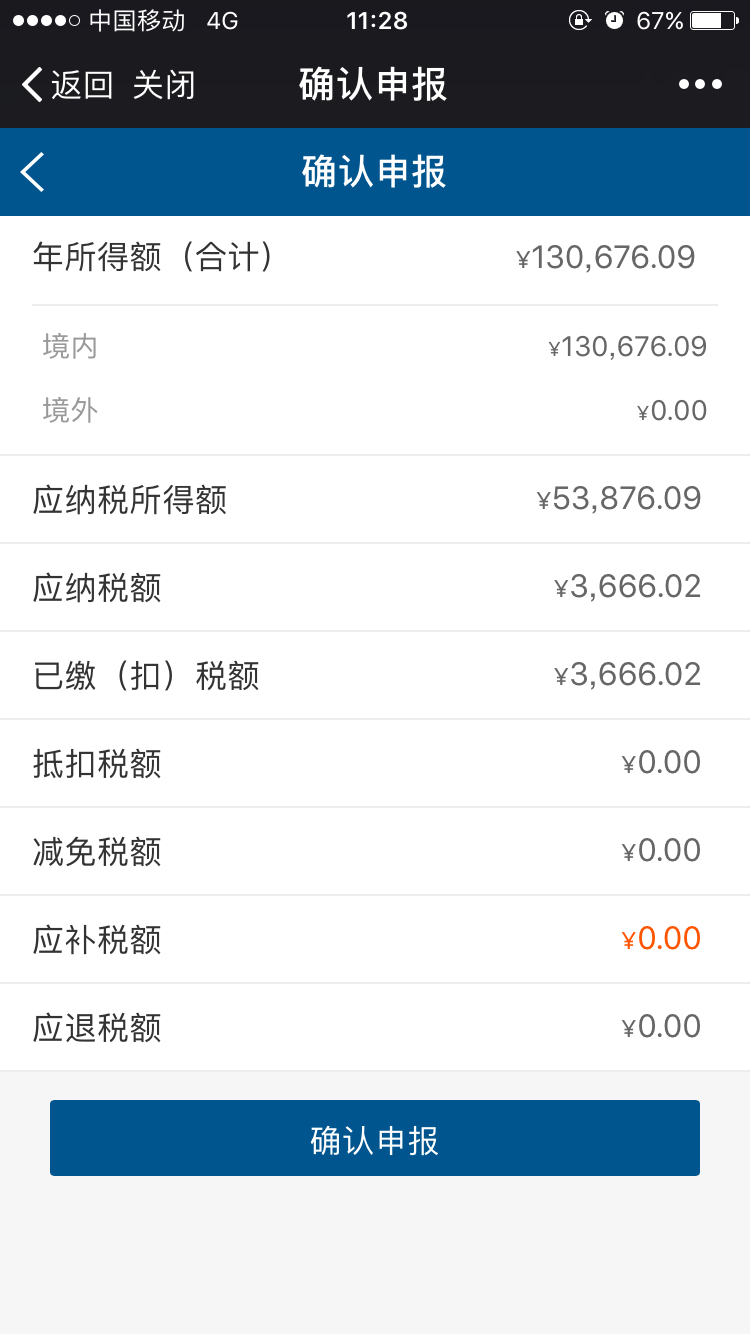 中国移动 4G 11:28 67%
返回 关闭 确认申报
确认申报
年所得额（合计） ¥130,676.09
境内 ¥130,676.09
境外 ¥0.00
应纳税所得额 ¥53,876.09
应纳税额 ¥3,666.02
已缴（扣）税额 ¥3,666.02
抵扣税额 ¥0.00
减免税额 ¥0.00
应补税额 ¥0.00
应退税额 ¥0.00
确认申报